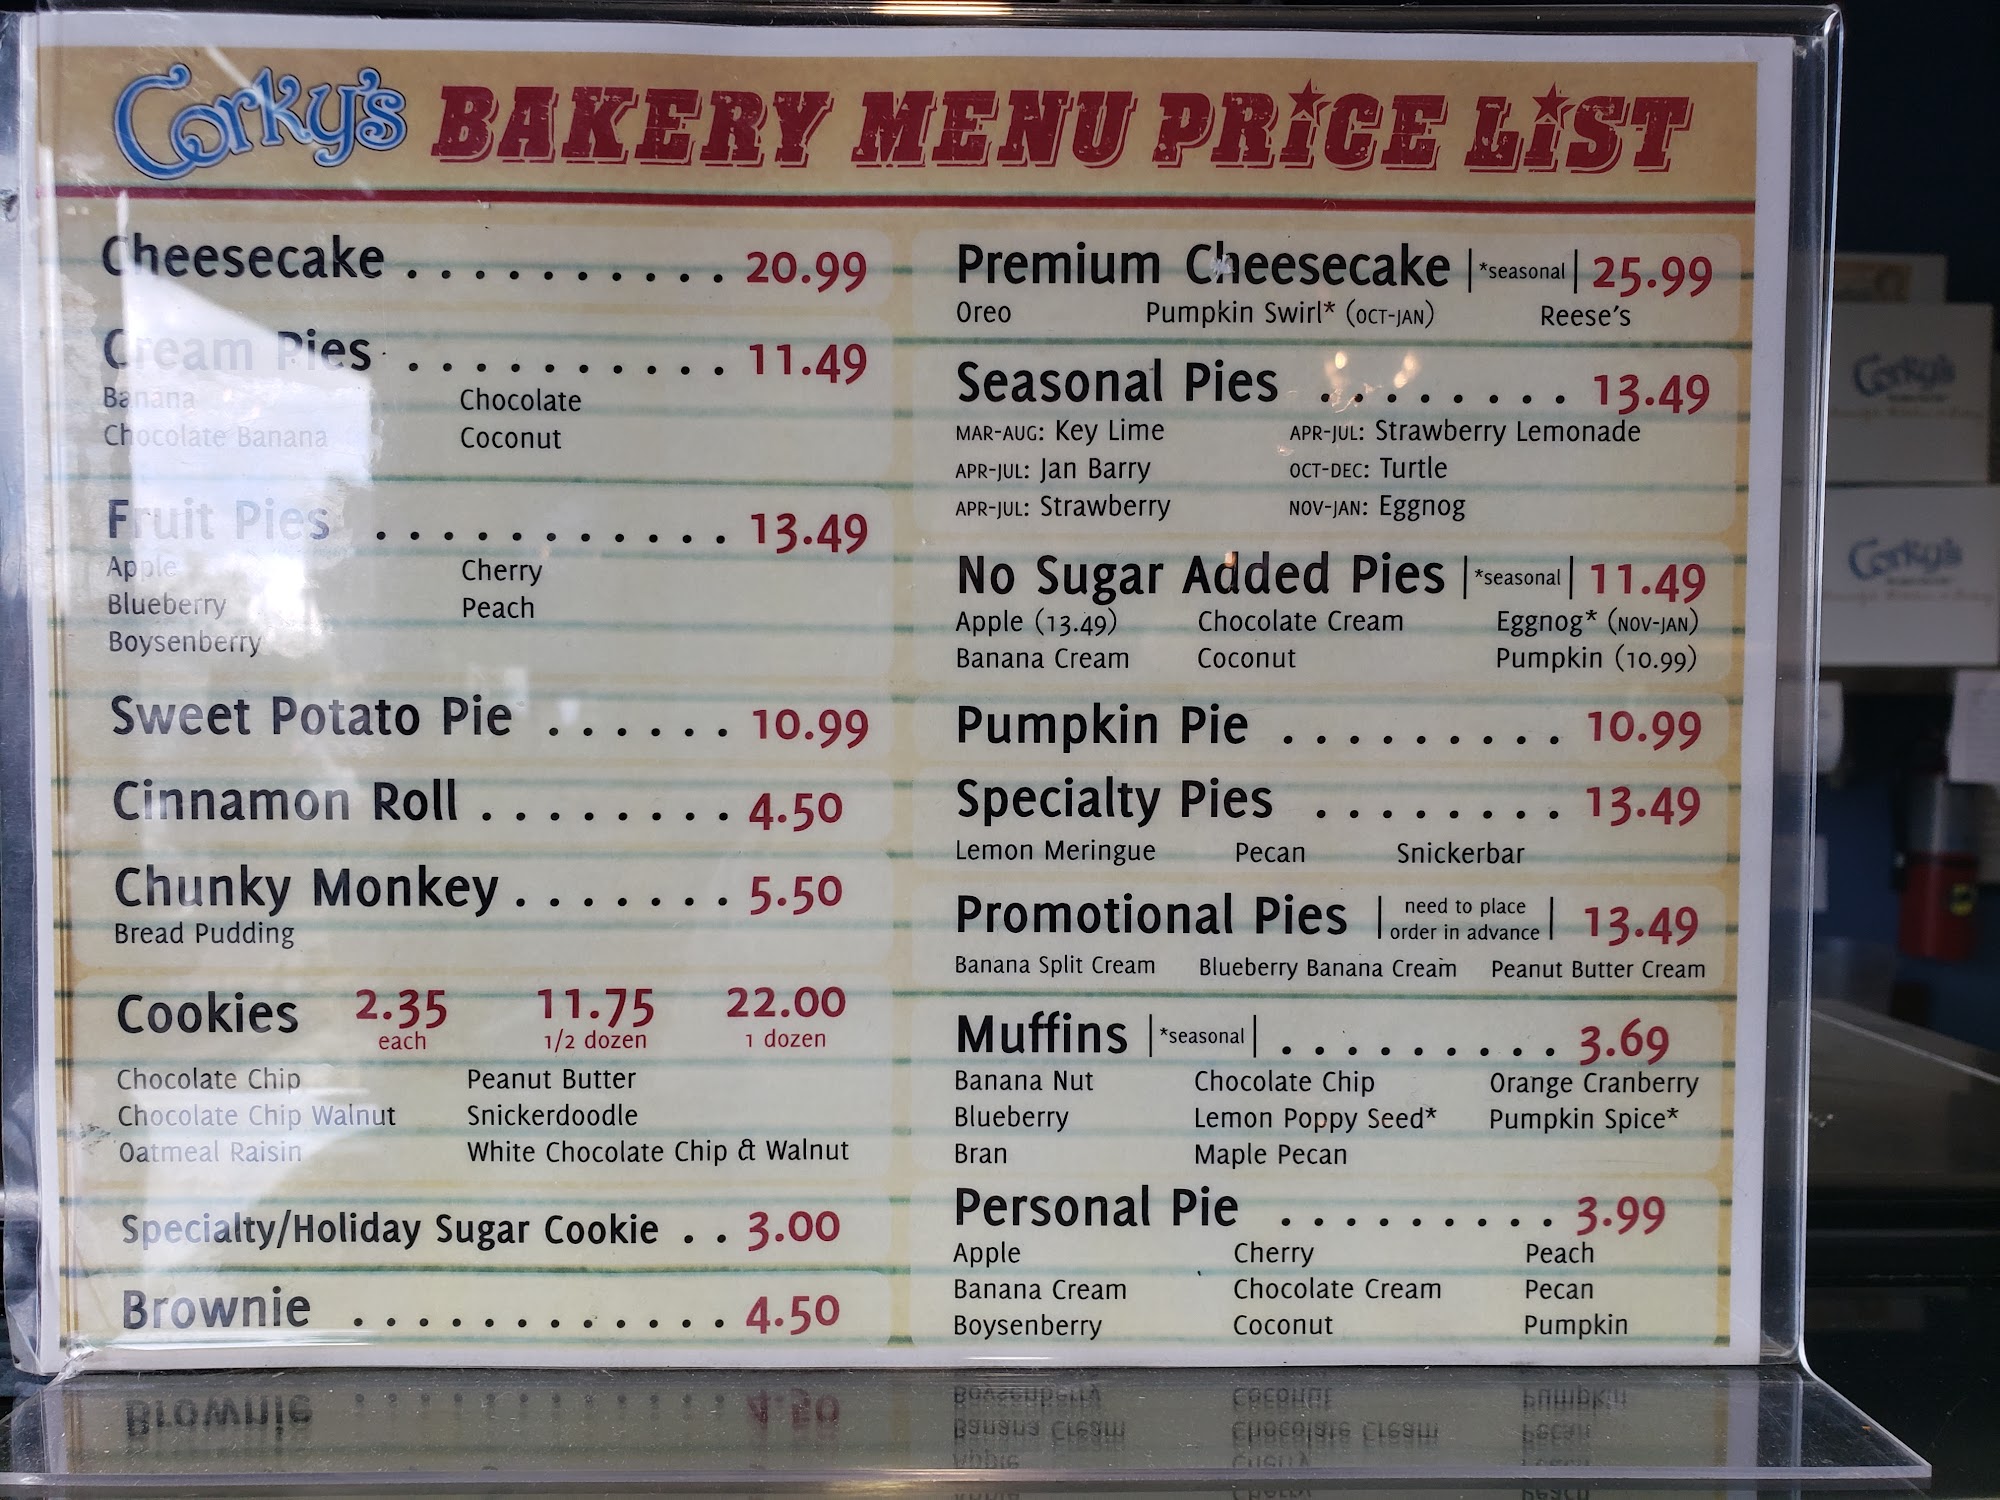 Corky's BAKERY MENU PRICE LIST
Cheesecake . . . . . . . . . . 20.99
Cream Pies . . . . . . . . . . 11.49
Banana Chocolate
Chocolate Banana Coconut
Fruit Pies . . . . . . . . . . . 13.49
Apple Cherry
Blueberry Peach
Boysenberry
Sweet Potato Pie . . . . . . 10.99
Cinnamon Roll . . . . . . . . 4.50
Chunky Monkey . . . . . . . 5.50
Bread Pudding
Cookies 2.35 11.75 22.00
each 1/2 dozen 1 dozen
Chocolate Chip Peanut Butter
Chocolate Chip Walnut Snickerdoodle
Oatmeal Raisin White Chocolate Chip & Walnut
Specialty/Holiday Sugar Cookie . . 3.00
Brownie . . . . . . . . . . . . 4.50
Premium Cheesecake |*seasonal| 25.99
Oreo Pumpkin Swirl* (OCT-JAN) Reese's
Seasonal Pies . . . . . . . . 13.49
MAR-AUG: Key Lime APR-JUL: Strawberry Lemonade
APR-JUL: Jan Barry OCT-DEC: Turtle
APR-JUL: Strawberry NOV-JAN: Eggnog
No Sugar Added Pies |*seasonal| 11.49
Apple (13.49) Chocolate Cream Eggnog* (NOV-JAN)
Banana Cream Coconut Pumpkin (10.99)
Pumpkin Pie . . . . . . . . . 10.99
Specialty Pies . . . . . . . . 13.49
Lemon Meringue Pecan Snickerbar
Promotional Pies | need to place order in advance | 13.49
Banana Split Cream Blueberry Banana Cream Peanut Butter Cream
Muffins |*seasonal| . . . . . . . . . 3.69
Banana Nut Chocolate Chip Orange Cranberry
Blueberry Lemon Poppy Seed* Pumpkin Spice*
Bran Maple Pecan
Personal Pie . . . . . . . . . 3.99
Apple Cherry Peach
Banana Cream Chocolate Cream Pecan
Boysenberry Coconut Pumpkin
Corky's
Corky's